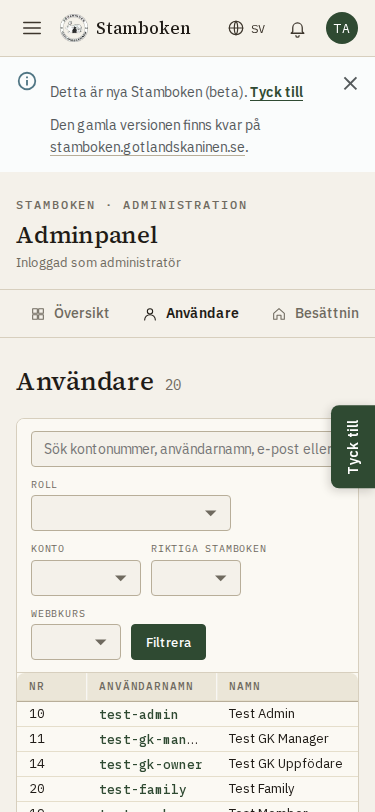 Stamboken
SV
TA
Detta är nya Stamboken (beta). Tyck till
Den gamla versionen finns kvar på
stamboken.gotlandskaninen.se.
STAMBOKEN · ADMINISTRATION
Adminpanel
Inloggad som administratör
Översikt
Användare
Besättnin
Användare 20
Sök kontonummer, användarnamn, e-post eller
Tyck till
ROLL
KONTO
RIKTIGA STAMBOKEN
WEBBKURS
Filtrera
NR ANVÄNDARNAMN NAMN
10 test-admin Test Admin
11 test-gk-man… Test GK Manager
14 test-gk-owner Test GK Uppfödare
20 test-family Test Family